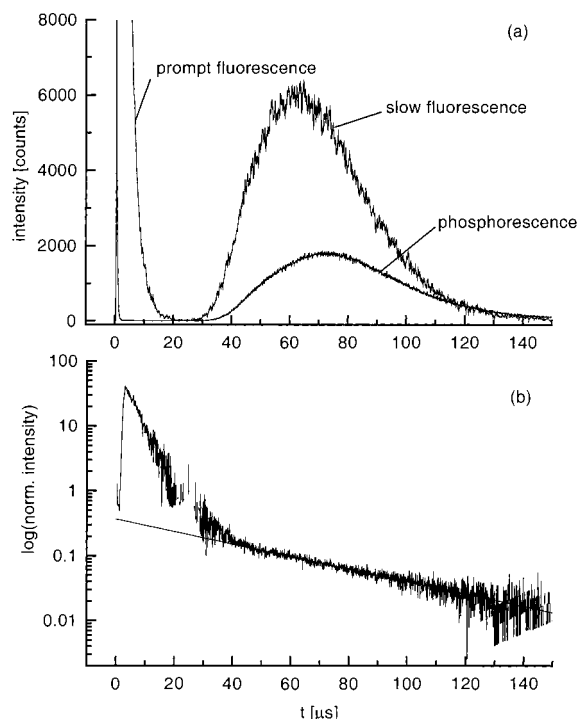 (a)
prompt fluorescence
slow fluorescence
phosphorescence
intensity [counts]
8000
6000
4000
2000
0
0 20 40 60 80 100 120 140
(b)
log(norm. intensity)
100
10
1
0.1
0.01
0 20 40 60 80 100 120 140
t [μs]